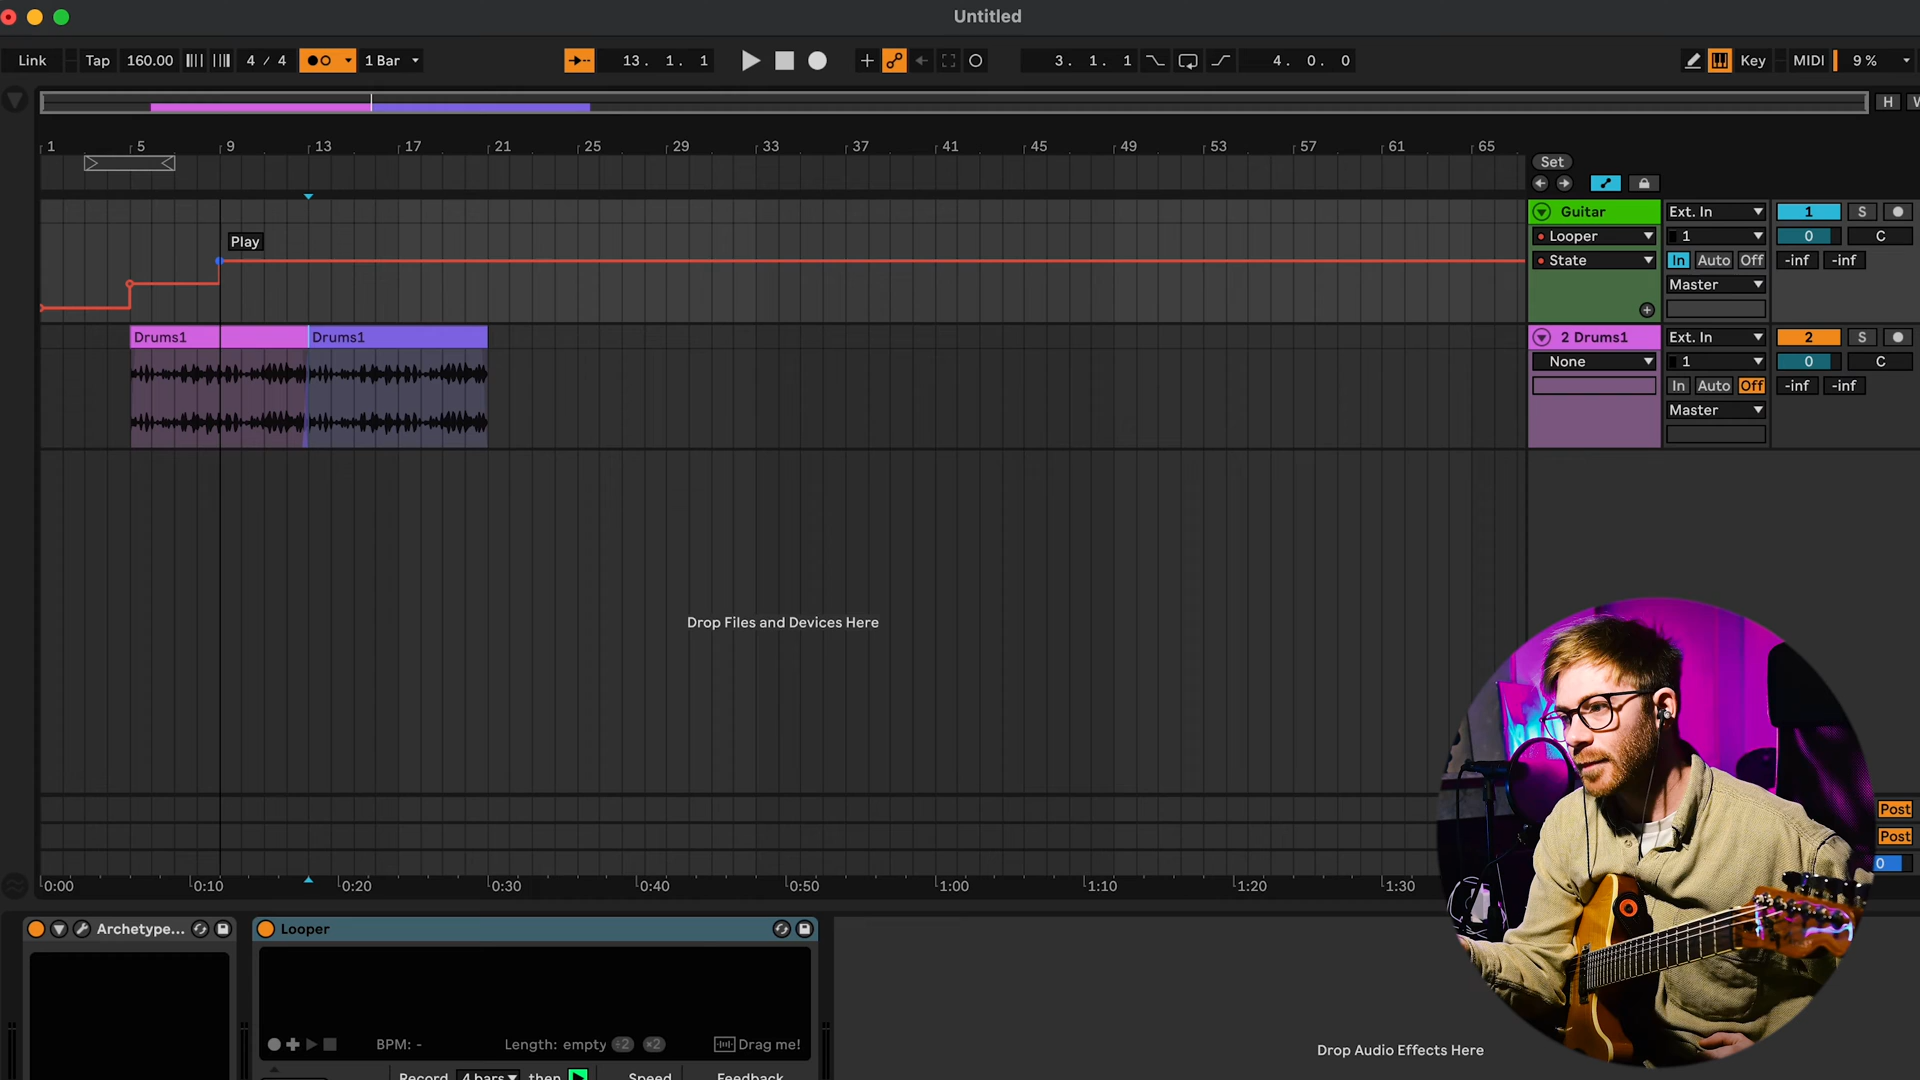 Untitled
Link Tap 160.00 4 / 4 1 Bar 13. 1. 1 3. 1. 1 4. 0. 0 Key MIDI 9 %
H
1 5 9 13 17 21 25 29 33 37 41 45 49 53 57 61 65
Set
Guitar Ext. In 1 S
Play
Looper 1 0 C
State In Auto Off -inf -inf
Master
Drums1 Drums1 2 Drums1 Ext. In 2 S
None 1 0 C
In Auto Off -inf -inf
Master
Drop Files and Devices Here
Post
Post
0
0:00 0:10 0:20 0:30 0:40 0:50 1:00 1:10 1:20 1:30
Archetype... Looper
BPM: - Length: empty ÷2 ×2 Drag me!
Drop Audio Effects Here
Record 4 bars then Speed Feedback